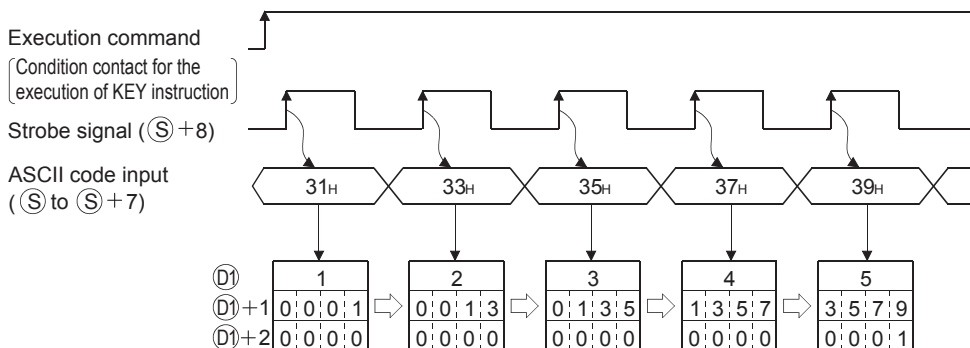 Execution command
Condition contact for the
execution of KEY instruction
Strobe signal (Ⓢ+8)
ASCII code input
(Ⓢ to Ⓢ+7)
31H 33H 35H 37H 39H
D1 1 2 3 4 5
D1+1 0 0 0 1 0 0 1 3 0 1 3 5 1 3 5 7 3 5 7 9
D1+2 0 0 0 0 0 0 0 0 0 0 0 0 0 0 0 0 0 0 0 1